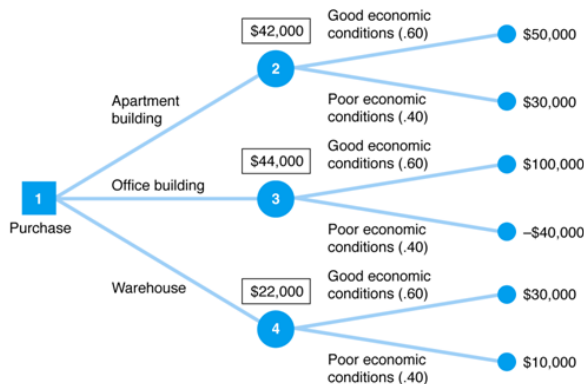 Good economic
conditions (.60)
$42,000
2
$50,000
Apartment
building
Poor economic
conditions (.40)
$30,000
Good economic
conditions (.60)
$44,000
1
Purchase
Office building
3
$100,000
Poor economic
conditions (.40)
–$40,000
Warehouse
Good economic
conditions (.60)
$22,000
4
$30,000
Poor economic
conditions (.40)
$10,000